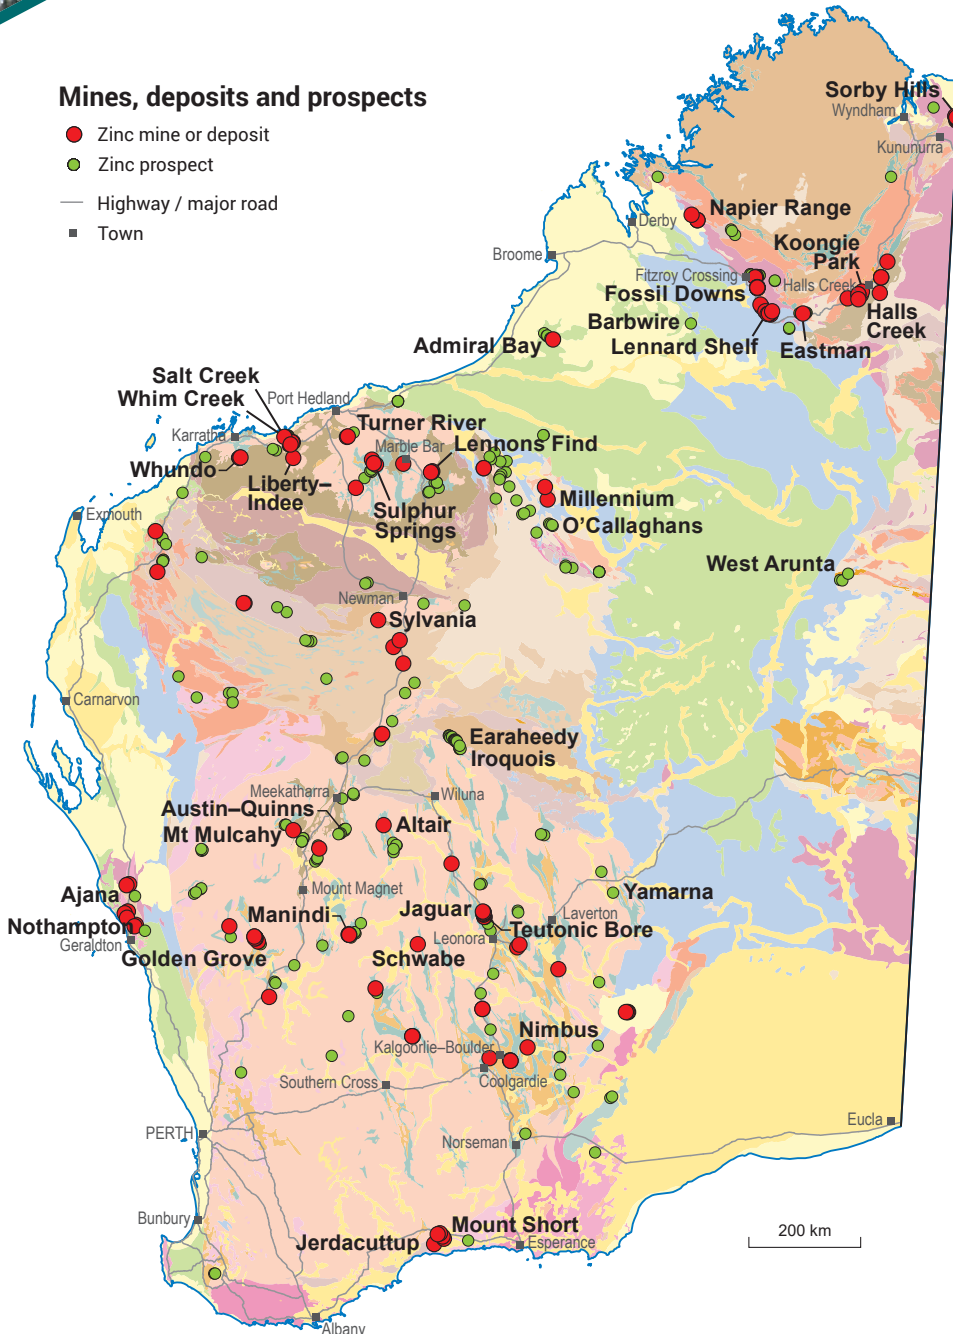 Mines, deposits and prospects
Zinc mine or deposit
Zinc prospect
Highway / major road
Town
Sorby Hills
Wyndham
Kununurra
Napier Range
Derby
Koongie
Park
Broome
Fitzroy Crossing
Halls Creek
Fossil Downs
Halls
Creek
Barbwire
Lennard Shelf
Eastman
Admiral Bay
Salt Creek
Whim Creek
Port Hedland
Turner River
Karratha
Marble Bar
Lennons Find
Whundo
Liberty–
Indee
Sulphur
Springs
Millennium
O'Callaghans
Exmouth
West Arunta
Newman
Sylvania
Carnarvon
Earaheedy
Iroquois
Meekatharra
Wiluna
Austin–Quinns
Mt Mulcahy
Altair
Ajana
Mount Magnet
Yamarna
Manindi
Jaguar
Laverton
Nothampton
Teutonic Bore
Leonora
Geraldton
Golden Grove
Schwabe
Nimbus
Kalgoorlie–Boulder
Southern Cross
Coolgardie
Eucla
PERTH
Norseman
Bunbury
Mount Short
200 km
Jerdacuttup
Esperance
Albany